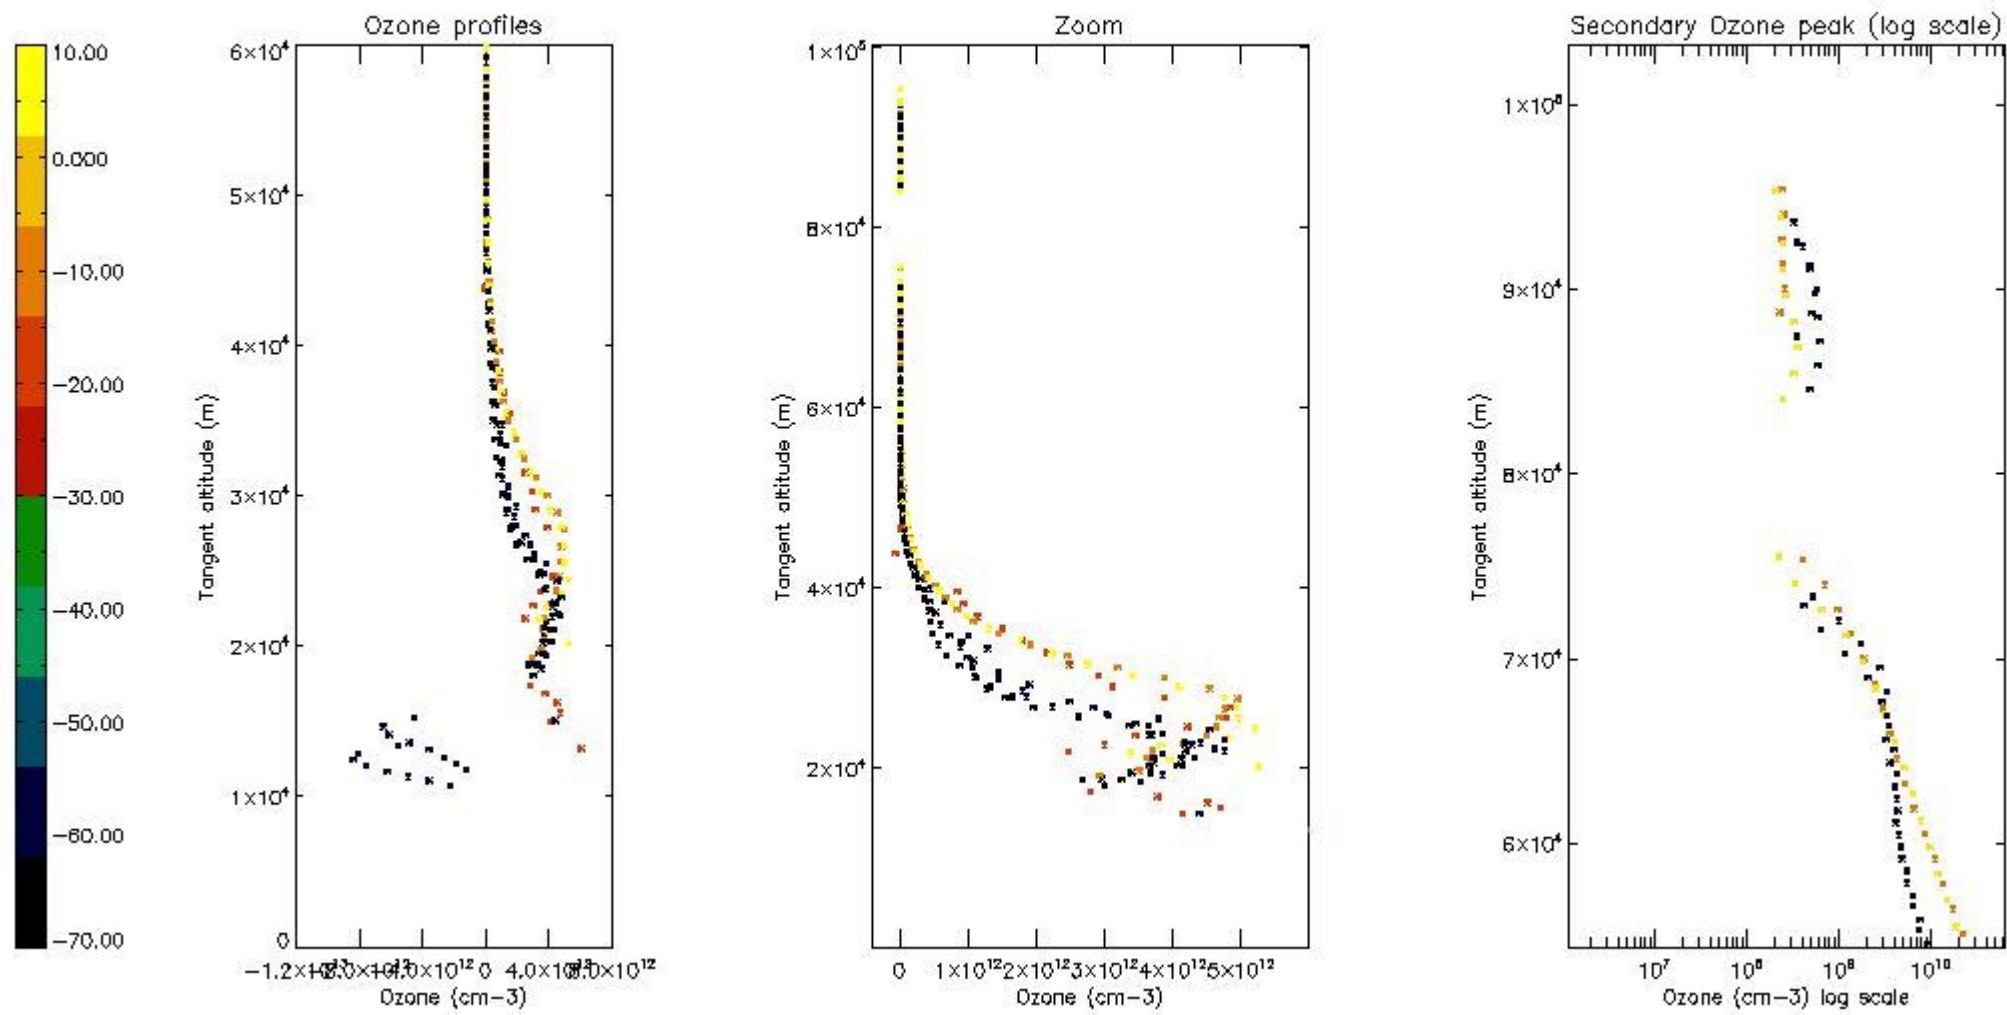 Ozone profiles
Zoom
Secondary Ozone peak (log scale)
10.00
0.000
−10.00
−20.00
−30.00
−40.00
−50.00
−60.00
−70.00
6×10⁴
5×10⁴
4×10⁴
3×10⁴
2×10⁴
1×10⁴
0
Tangent altitude (m)
0
Ozone (cm−3)
1×10⁵
8×10⁴
6×10⁴
4×10⁴
2×10⁴
Tangent altitude (m)
0 1×10¹² 2×10¹² 3×10¹² 4×10¹² 5×10¹²
Ozone (cm−3)
9×10⁴
8×10⁴
7×10⁴
6×10⁴
Tangent altitude (m)
10⁷ 10⁸ 10⁹ 10¹⁰
Ozone (cm−3) log scale